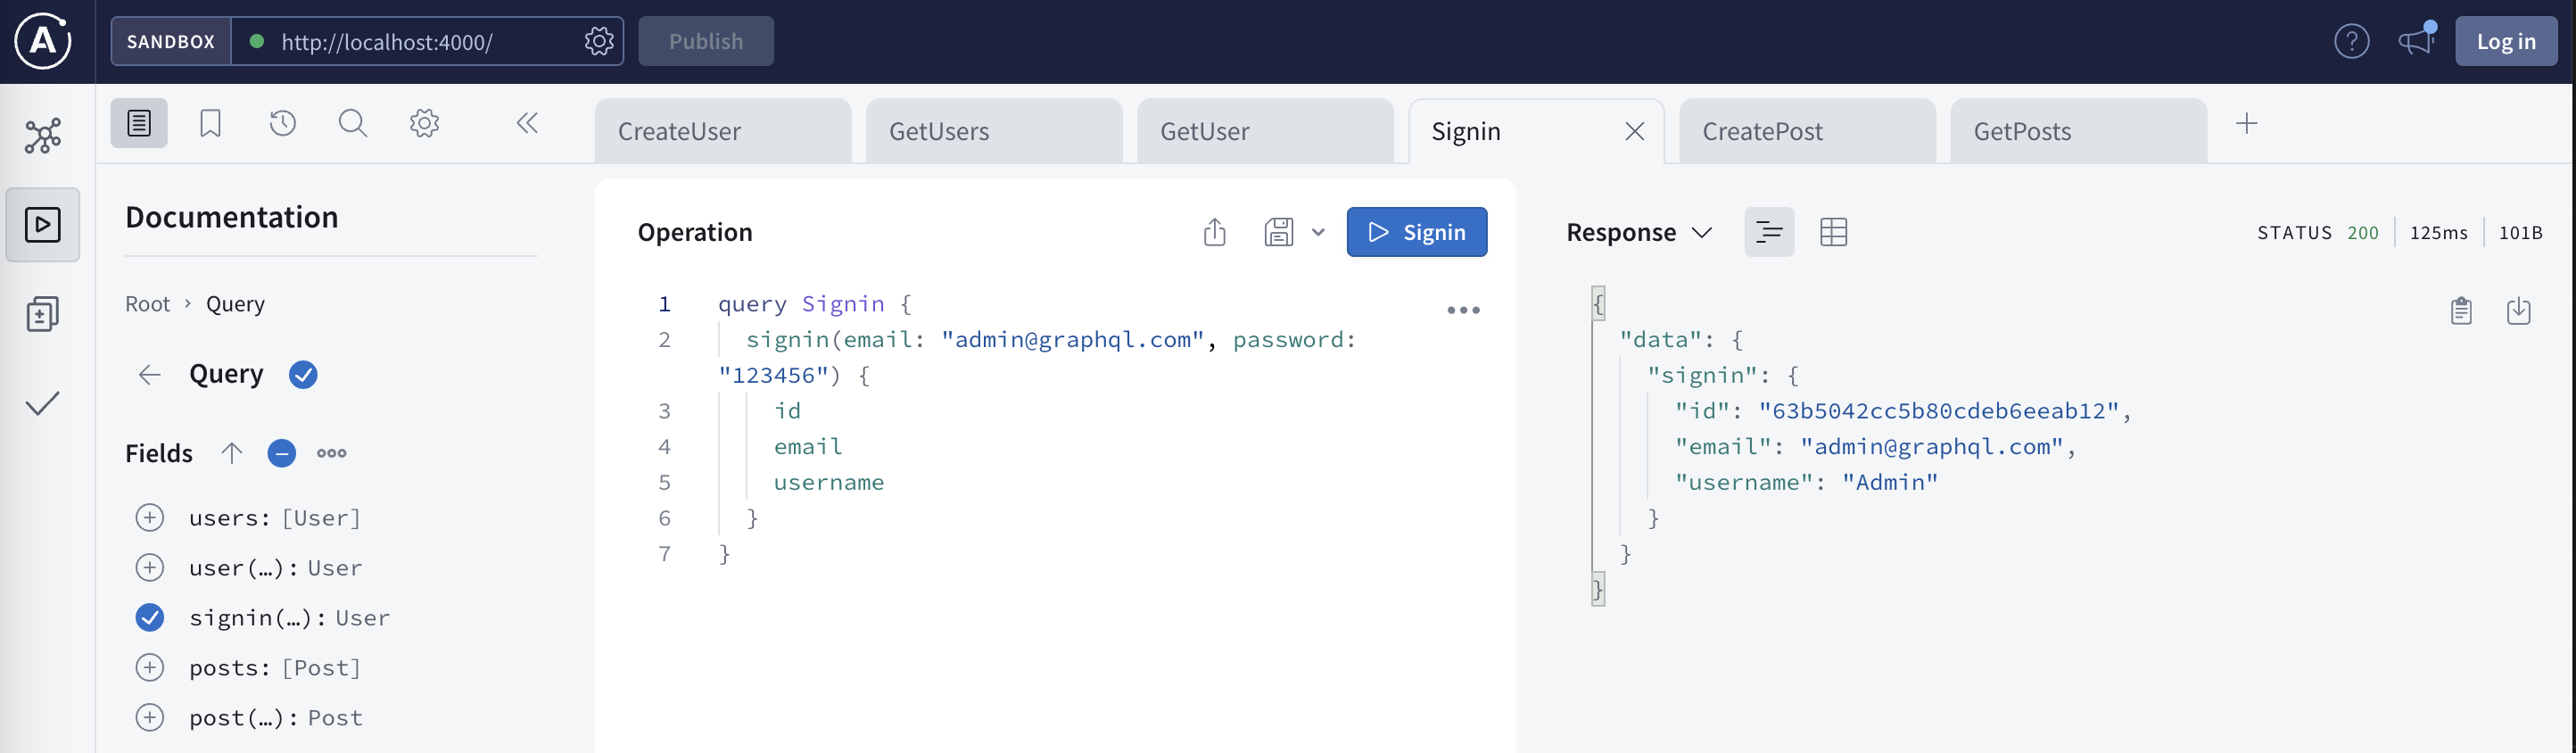 SANDBOX
http://localhost:4000/
Publish
Log in
CreateUser
GetUsers
GetUser
Signin
CreatePost
GetPosts
Documentation
Root › Query
Query
Fields
users: [User]
user(…): User
signin(…): User
posts: [Post]
post(…): Post
Operation
Signin
1 query Signin {
2 signin(email: "admin@graphql.com", password:
"123456") {
3 id
4 email
5 username
6 }
7 }
Response
STATUS 200 125ms 101B
{
"data": {
"signin": {
"id": "63b5042cc5b80cdeb6eeab12",
"email": "admin@graphql.com",
"username": "Admin"
}
}
}